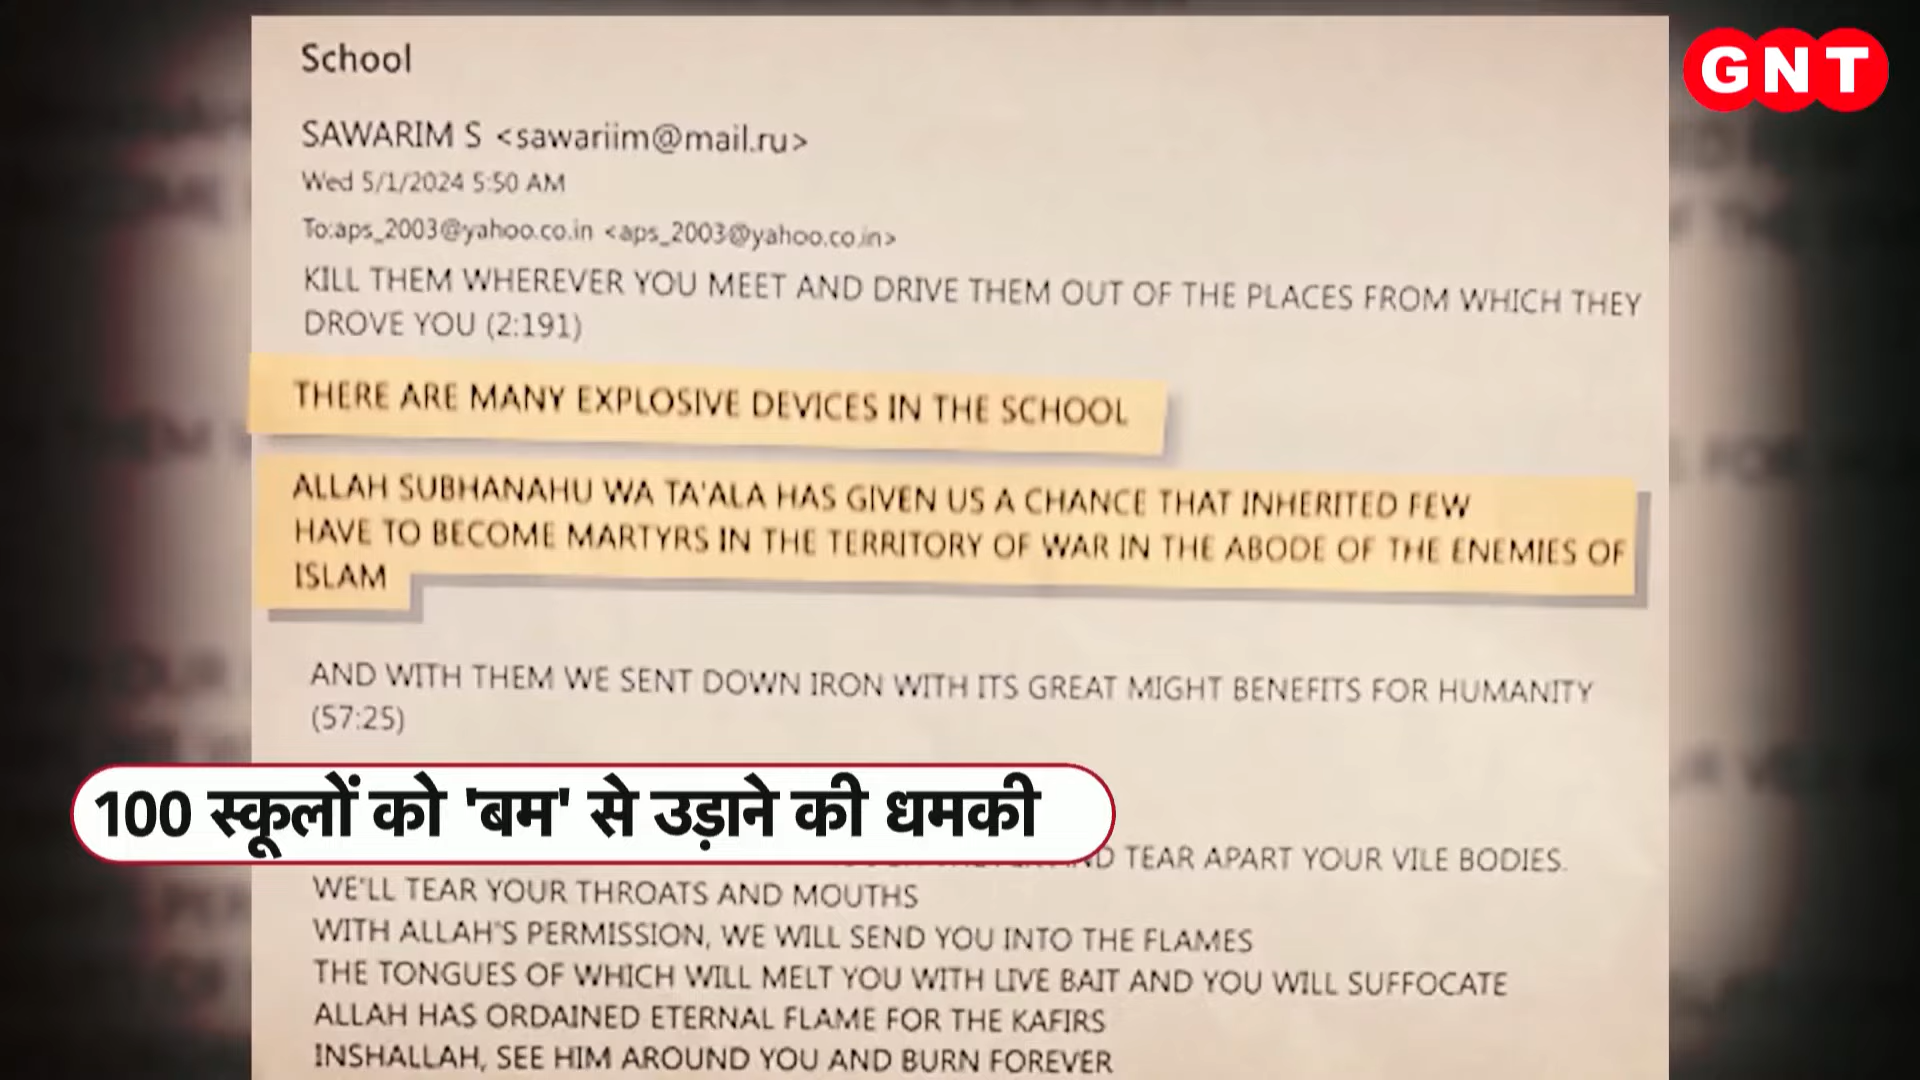 School
GNT
SAWARIM S <sawariim@mail.ru>
Wed 5/1/2024 5:50 AM
To:aps_2003@yahoo.co.in <aps_2003@yahoo.co.in>
KILL THEM WHEREVER YOU MEET AND DRIVE THEM OUT OF THE PLACES FROM WHICH THEY
DROVE YOU (2:191)
THERE ARE MANY EXPLOSIVE DEVICES IN THE SCHOOL
ALLAH SUBHANAHU WA TA'ALA HAS GIVEN US A CHANCE THAT INHERITED FEW
HAVE TO BECOME MARTYRS IN THE TERRITORY OF WAR IN THE ABODE OF THE ENEMIES OF
ISLAM
AND WITH THEM WE SENT DOWN IRON WITH ITS GREAT MIGHT BENEFITS FOR HUMANITY
(57:25)
100 स्कूलों को 'बम' से उड़ाने की धमकी
TEAR APART YOUR VILE BODIES.
WE'LL TEAR YOUR THROATS AND MOUTHS
WITH ALLAH'S PERMISSION, WE WILL SEND YOU INTO THE FLAMES
THE TONGUES OF WHICH WILL MELT YOU WITH LIVE BAIT AND YOU WILL SUFFOCATE
ALLAH HAS ORDAINED ETERNAL FLAME FOR THE KAFIRS
INSHALLAH, SEE HIM AROUND YOU AND BURN FOREVER